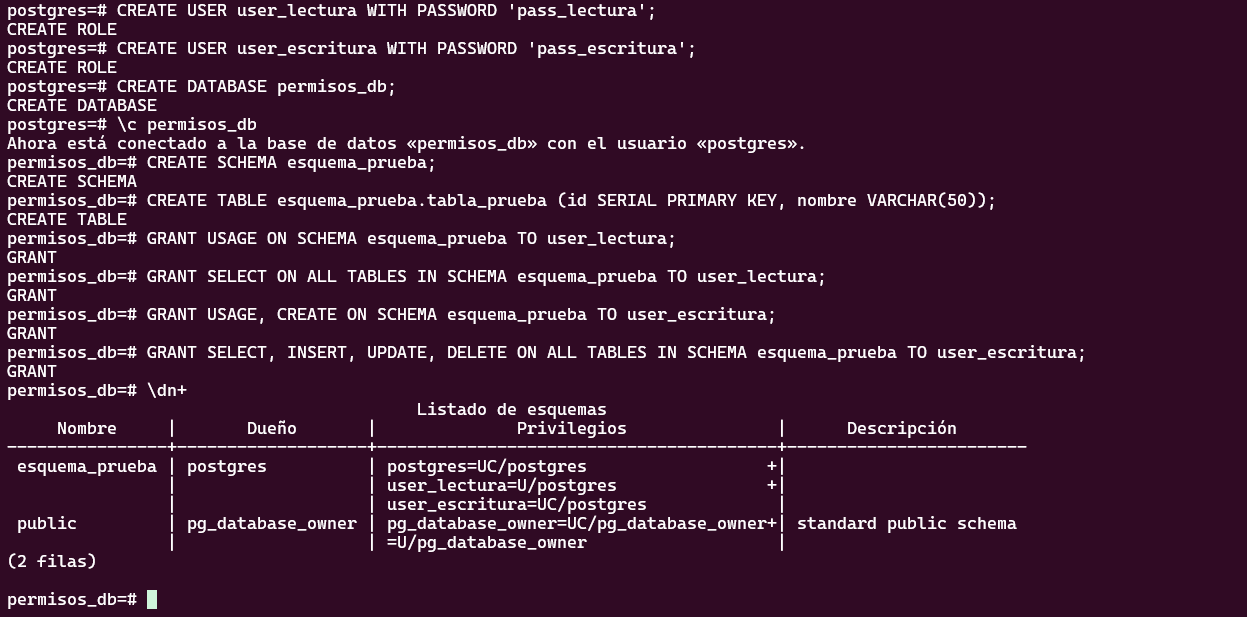 postgres=# CREATE USER user_lectura WITH PASSWORD 'pass_lectura';
CREATE ROLE
postgres=# CREATE USER user_escritura WITH PASSWORD 'pass_escritura';
CREATE ROLE
postgres=# CREATE DATABASE permisos_db;
CREATE DATABASE
postgres=# \c permisos_db
Ahora está conectado a la base de datos «permisos_db» con el usuario «postgres».
permisos_db=# CREATE SCHEMA esquema_prueba;
CREATE SCHEMA
permisos_db=# CREATE TABLE esquema_prueba.tabla_prueba (id SERIAL PRIMARY KEY, nombre VARCHAR(50));
CREATE TABLE
permisos_db=# GRANT USAGE ON SCHEMA esquema_prueba TO user_lectura;
GRANT
permisos_db=# GRANT SELECT ON ALL TABLES IN SCHEMA esquema_prueba TO user_lectura;
GRANT
permisos_db=# GRANT USAGE, CREATE ON SCHEMA esquema_prueba TO user_escritura;
GRANT
permisos_db=# GRANT SELECT, INSERT, UPDATE, DELETE ON ALL TABLES IN SCHEMA esquema_prueba TO user_escritura;
GRANT
permisos_db=# \dn+
                                         Listado de esquemas
     Nombre     |       Dueño       |              Privilegios               |      Descripción
----------------+-------------------+----------------------------------------+------------------------
 esquema_prueba | postgres          | postgres=UC/postgres                  +|
                |                   | user_lectura=U/postgres               +|
                |                   | user_escritura=UC/postgres             |
 public         | pg_database_owner | pg_database_owner=UC/pg_database_owner+| standard public schema
                |                   | =U/pg_database_owner                   |
(2 filas)
permisos_db=#